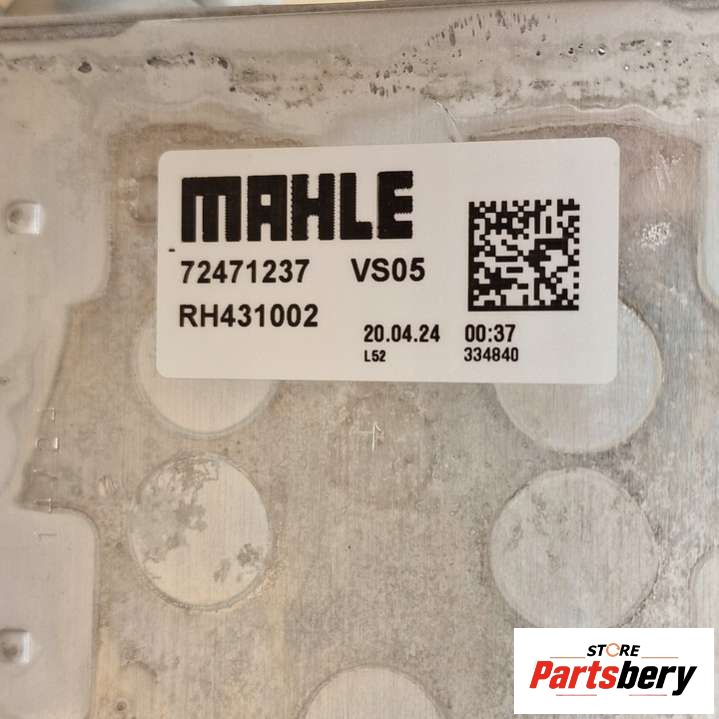 MAHLE
72471237 VS05
RH431002
20.04.24 00:37
L52 334840
STORE
Partsbery